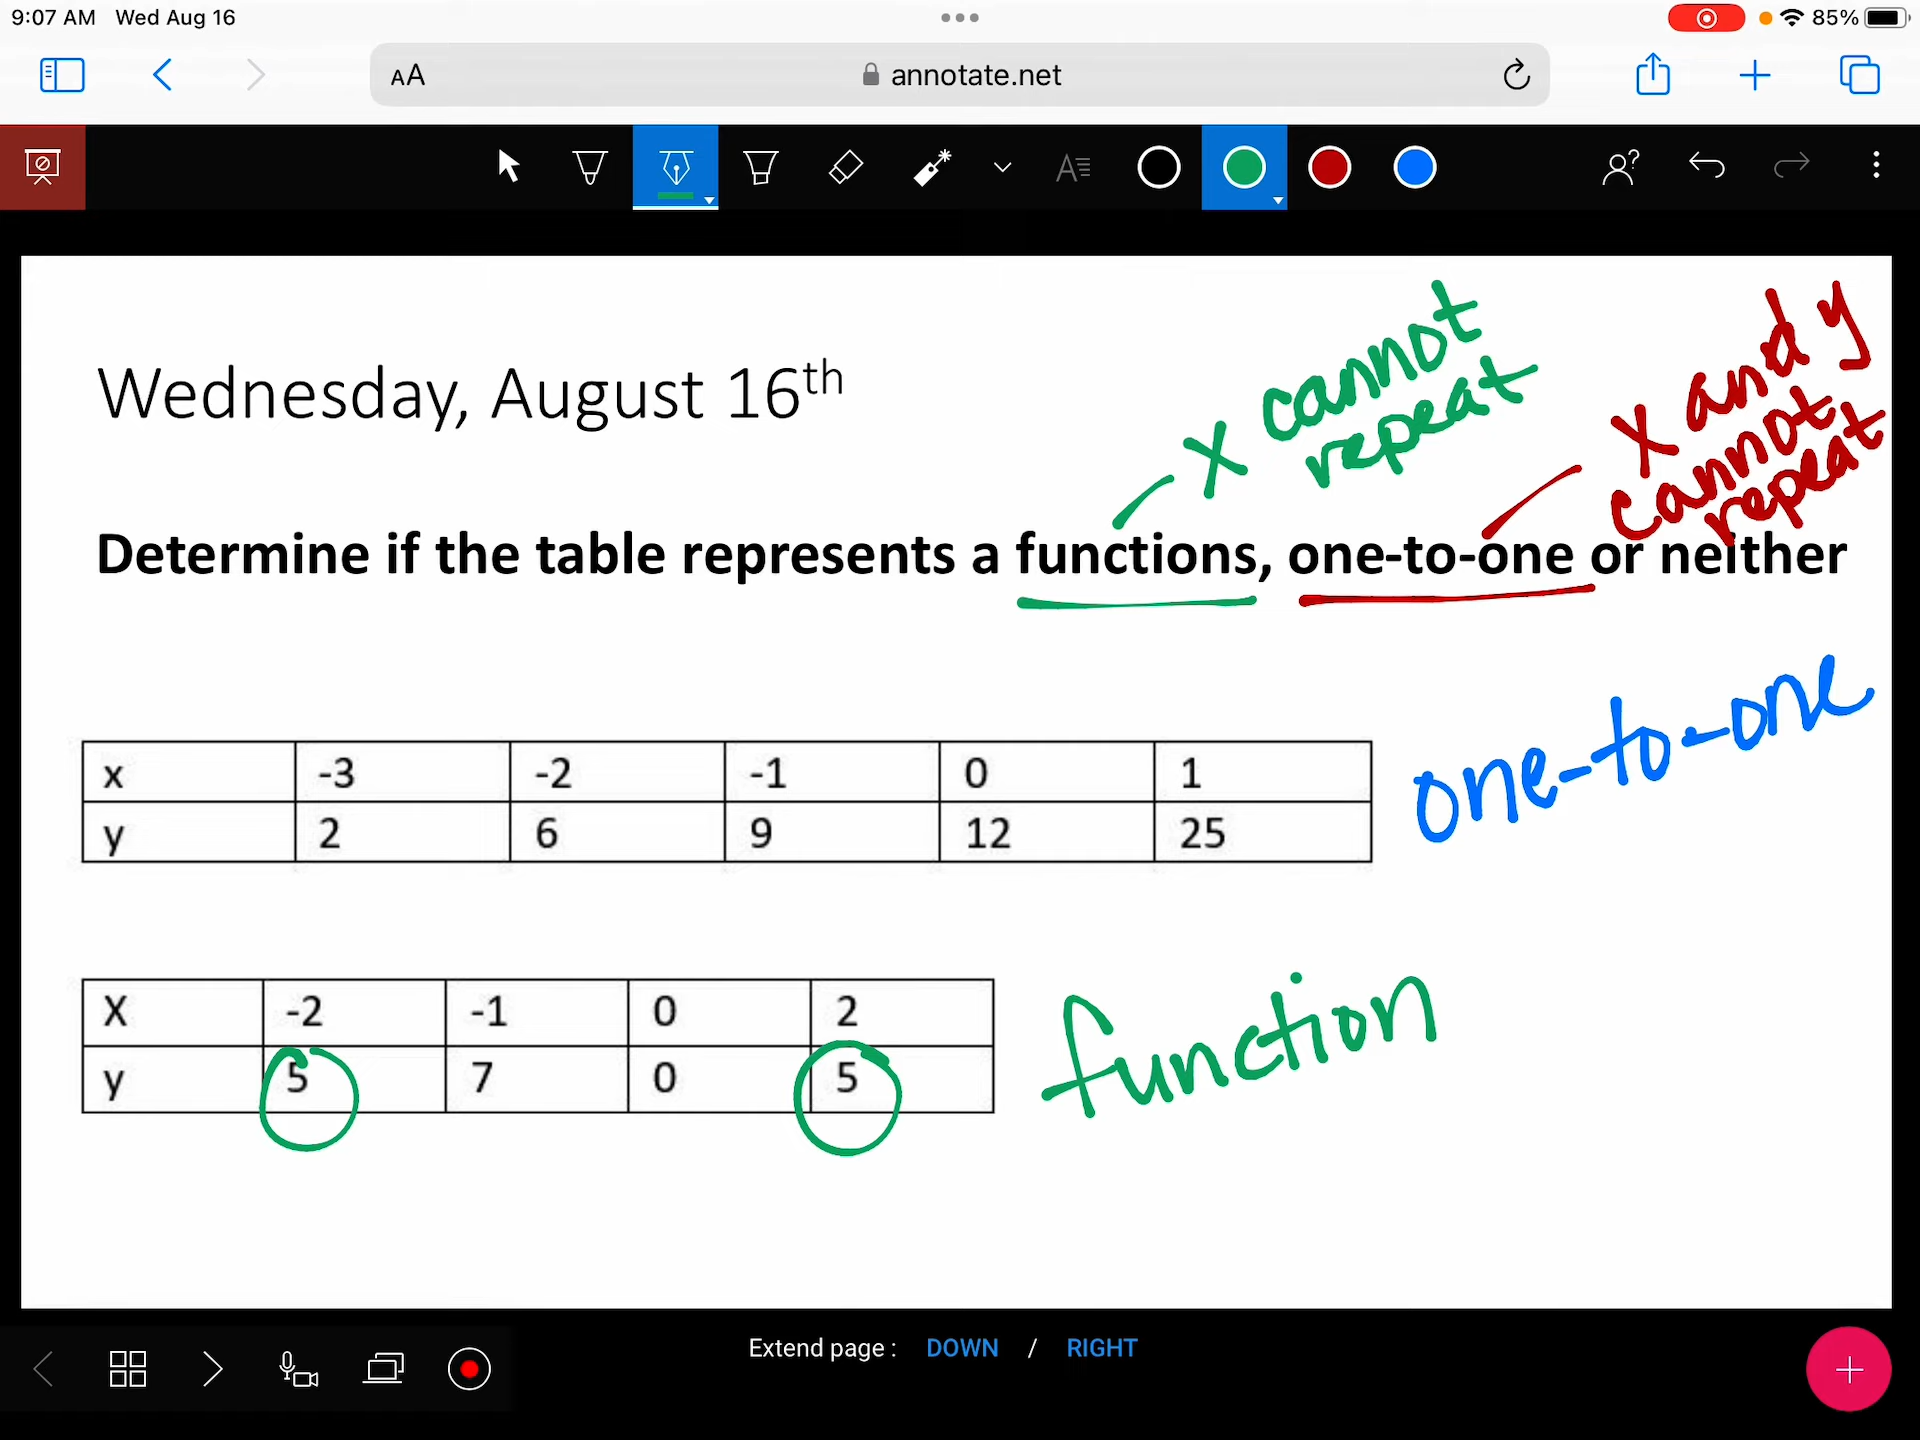 9:07 AM Wed Aug 16
85%
AA
annotate.net
Wednesday, August 16th
x cannot
repeat
x and y
cannot
repeat
Determine if the table represents a functions, one-to-one or neither
x -3 -2 -1 0 1
y 2 6 9 12 25
one-to-one
X -2 -1 0 2
y 5 7 0 5
function
Extend page : DOWN / RIGHT